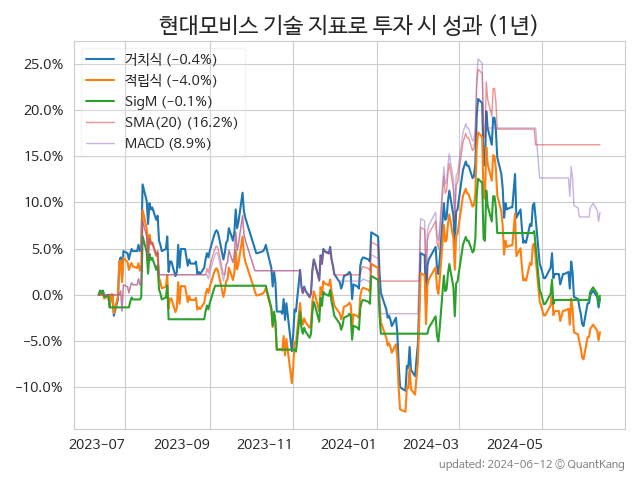 현대모비스 기술 지표로 투자 시 성과 (1년)
거치식 (−0.4%)
적립식 (−4.0%)
SigM (−0.1%)
SMA(20) (16.2%)
MACD (8.9%)
25.0%
20.0%
15.0%
10.0%
5.0%
0.0%
−5.0%
−10.0%
2023-07 2023-09 2023-11 2024-01 2024-03 2024-05
updated: 2024-06-12 © QuantKang